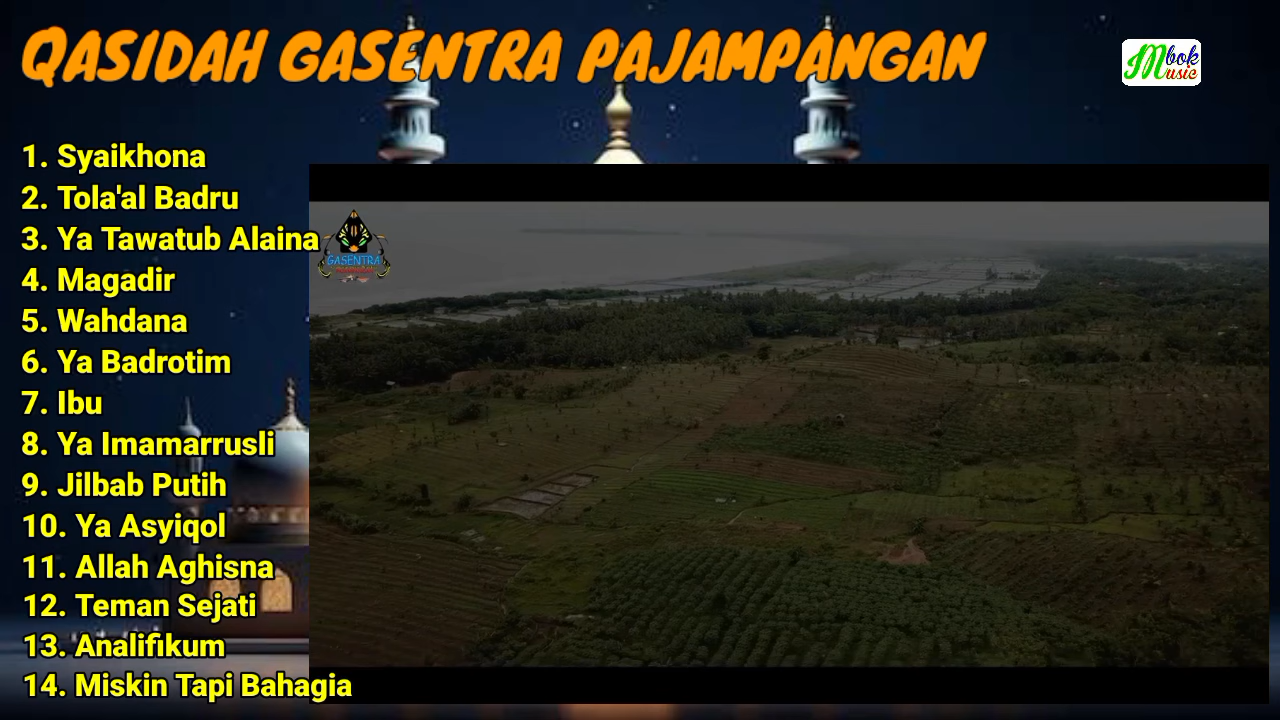 QASIDAH GASENTRA PAJAMPANGAN
Mbok
Music
1. Syaikhona
2. Tola'al Badru
3. Ya Tawatub Alaina
4. Magadir
5. Wahdana
6. Ya Badrotim
7. Ibu
8. Ya Imamarrusli
9. Jilbab Putih
10. Ya Asyiqol
11. Allah Aghisna
12. Teman Sejati
13. Analifikum
14. Miskin Tapi Bahagia
GASENTRA